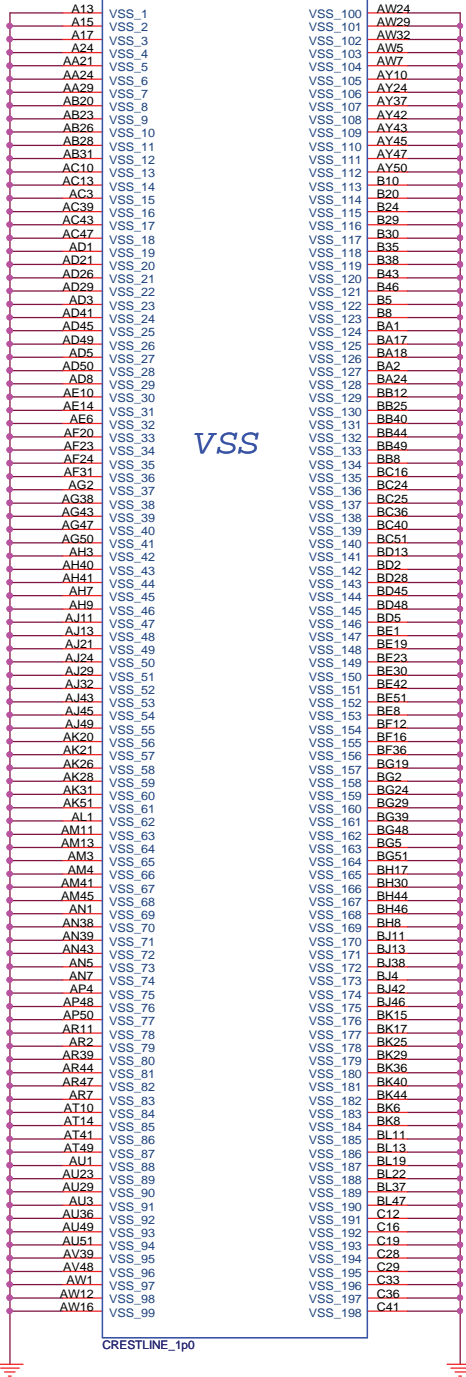 A13 VSS_1 VSS_100 AW24
A15 VSS_2 VSS_101 AW29
A17 VSS_3 VSS_102 AW32
A24 VSS_4 VSS_103 AW5
AA21 VSS_5 VSS_104 AW7
AA24 VSS_6 VSS_105 AY10
AA29 VSS_7 VSS_106 AY24
AB20 VSS_8 VSS_107 AY37
AB23 VSS_9 VSS_108 AY42
AB26 VSS_10 VSS_109 AY43
AB28 VSS_11 VSS_110 AY45
AB31 VSS_12 VSS_111 AY47
AC10 VSS_13 VSS_112 AY50
AC13 VSS_14 VSS_113 B10
AC3 VSS_15 VSS_114 B20
AC39 VSS_16 VSS_115 B24
AC43 VSS_17 VSS_116 B29
AC47 VSS_18 VSS_117 B30
AD1 VSS_19 VSS_118 B35
AD21 VSS_20 VSS_119 B38
AD26 VSS_21 VSS_120 B43
AD29 VSS_22 VSS_121 B46
AD3 VSS_23 VSS_122 B5
AD41 VSS_24 VSS_123 B8
AD45 VSS_25 VSS_124 BA1
AD49 VSS_26 VSS_125 BA17
AD5 VSS_27 VSS_126 BA18
AD50 VSS_28 VSS_127 BA2
AD8 VSS_29 VSS_128 BA24
AE10 VSS_30 VSS_129 BB12
AE14 VSS_31 VSS_130 BB25
AE6 VSS_32 VSS_131 BB40
AF20 VSS_33 VSS_132 BB44
VSS
AF23 VSS_34 VSS_133 BB49
AF24 VSS_35 VSS_134 BB8
AF31 VSS_36 VSS_135 BC16
AG2 VSS_37 VSS_136 BC24
AG38 VSS_38 VSS_137 BC25
AG43 VSS_39 VSS_138 BC36
AG47 VSS_40 VSS_139 BC40
AG50 VSS_41 VSS_140 BC51
AH3 VSS_42 VSS_141 BD13
AH40 VSS_43 VSS_142 BD2
AH41 VSS_44 VSS_143 BD28
AH7 VSS_45 VSS_144 BD45
AH9 VSS_46 VSS_145 BD48
AJ11 VSS_47 VSS_146 BD5
AJ13 VSS_48 VSS_147 BE1
AJ21 VSS_49 VSS_148 BE19
AJ24 VSS_50 VSS_149 BE23
AJ29 VSS_51 VSS_150 BE30
AJ32 VSS_52 VSS_151 BE42
AJ43 VSS_53 VSS_152 BE51
AJ45 VSS_54 VSS_153 BE8
AJ49 VSS_55 VSS_154 BF12
AK20 VSS_56 VSS_155 BF16
AK21 VSS_57 VSS_156 BF36
AK26 VSS_58 VSS_157 BG19
AK28 VSS_59 VSS_158 BG2
AK31 VSS_60 VSS_159 BG24
AK51 VSS_61 VSS_160 BG29
AL1 VSS_62 VSS_161 BG39
AM11 VSS_63 VSS_162 BG48
AM13 VSS_64 VSS_163 BG5
AM3 VSS_65 VSS_164 BG51
AM4 VSS_66 VSS_165 BH17
AM41 VSS_67 VSS_166 BH30
AM45 VSS_68 VSS_167 BH44
AN1 VSS_69 VSS_168 BH46
AN38 VSS_70 VSS_169 BH8
AN39 VSS_71 VSS_170 BJ11
AN43 VSS_72 VSS_171 BJ13
AN5 VSS_73 VSS_172 BJ38
AN7 VSS_74 VSS_173 BJ4
AP4 VSS_75 VSS_174 BJ42
AP48 VSS_76 VSS_175 BJ46
AP50 VSS_77 VSS_176 BK15
AR11 VSS_78 VSS_177 BK17
AR2 VSS_79 VSS_178 BK25
AR39 VSS_80 VSS_179 BK29
AR44 VSS_81 VSS_180 BK36
AR47 VSS_82 VSS_181 BK40
AR7 VSS_83 VSS_182 BK44
AT10 VSS_84 VSS_183 BK6
AT14 VSS_85 VSS_184 BK8
AT41 VSS_86 VSS_185 BL11
AT49 VSS_87 VSS_186 BL13
AU1 VSS_88 VSS_187 BL19
AU23 VSS_89 VSS_188 BL22
AU29 VSS_90 VSS_189 BL37
AU3 VSS_91 VSS_190 BL47
AU36 VSS_92 VSS_191 C12
AU49 VSS_93 VSS_192 C16
AU51 VSS_94 VSS_193 C19
AV39 VSS_95 VSS_194 C28
AV48 VSS_96 VSS_195 C29
AW1 VSS_97 VSS_196 C33
AW12 VSS_98 VSS_197 C36
AW16 VSS_99 VSS_198 C41
CRESTLINE_1p0